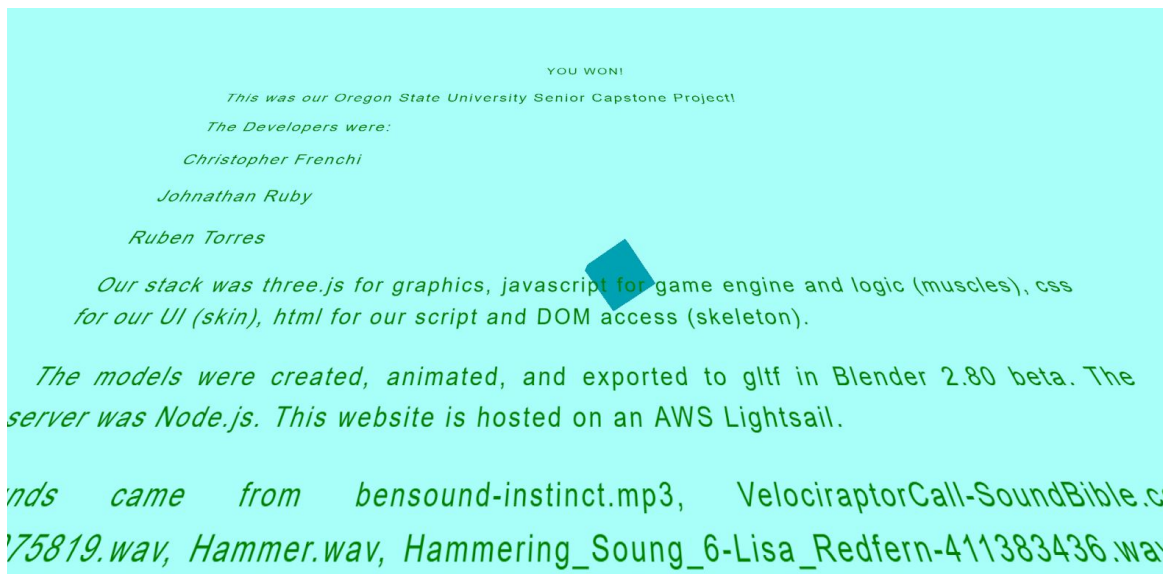 YOU WON!
This was our Oregon State University Senior Capstone Project!
The Developers were:
Christopher Frenchi
Johnathan Ruby
Ruben Torres
Our stack was three.js for graphics, javascript for game engine and logic (muscles), css
for our UI (skin), html for our script and DOM access (skeleton).
The models were created, animated, and exported to gltf in Blender 2.80 beta. The
server was Node.js. This website is hosted on an AWS Lightsail.
came from bensound-instinct.mp3,
Hammer.wav,